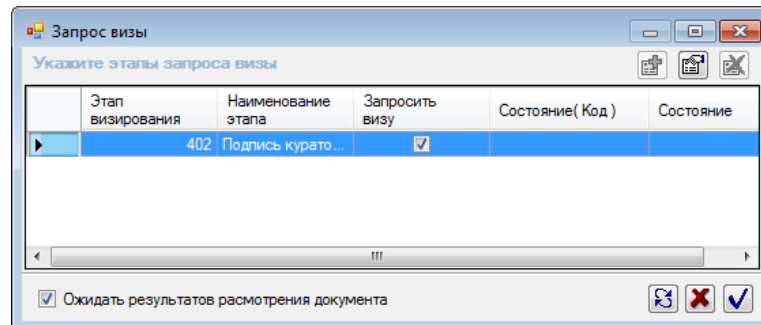 Запрос визы
Укажите этапы запроса визы
Этап визирования Наименование этапа Запросить визу Состояние( Код ) Состояние
402 Подпись курато...
Ожидать результатов расмотрения документа